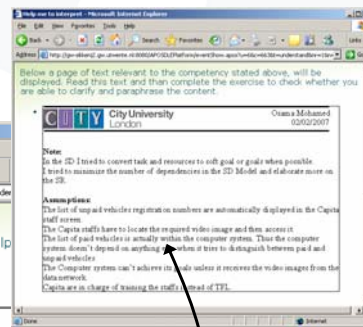 Help me to interpret - Microsoft Internet Explorer
File Edit View Favorites Tools Help
Back Search Favorites
Address
Below a page of text relevant to the competency stated above, will be
displayed. Read this text and then complete the exercise to check whether you
are able to clarify and paraphrase the content.
CITY City University
London
Osama Mohamed
02/02/2007
Note:
In the SD I tried to convert task and resources to soft goal or goals when possible.
I tried to minimize the number of dependencies in the SD Model and elaborate more on
the SR.
Assumptions:
The list of unpaid vehicles registration numbers are automatically displayed in the Capita
staff screen.
The Capita staffs have to locate the required video image and then access it.
The list of paid vehicles is actually within the computer system. Thus the computer
system doesn't depend on anything when it tries to distinguish between paid and
unpaid vehicles.
The Computer system can't achieve its goals unless it receives the video images from the
data network.
Capita are in charge of training the staffs instead of TFL.
Done
Internet